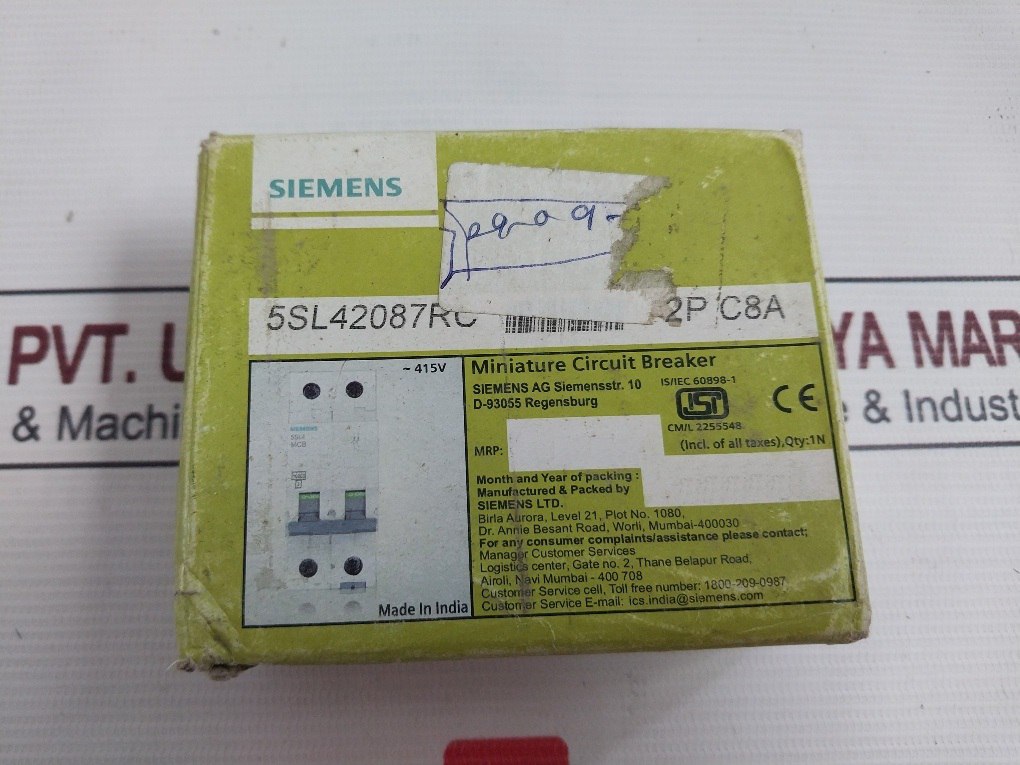 SIEMENS
5SL42087RC
2P C8A
~ 415V
SIEMENS
5SL4
MCB
Made In India
Miniature Circuit Breaker
SIEMENS AG Siemensstr. 10
D-93055 Regensburg
IS/IEC 60898-1
ISI
CM/L 2255548
CE
MRP:
(Incl. of all taxes),Qty:1N
Month and Year of packing :
Manufactured & Packed by
SIEMENS LTD.
Birla Aurora, Level 21, Plot No. 1080,
Dr. Annie Besant Road, Worli, Mumbai-400030
For any consumer complaints/assistance please contact;
Manager Customer Services
Logistics center, Gate no. 2, Thane Belapur Road,
Airoli, Navi Mumbai - 400 708
Customer Service cell, Toll free number: 1800-209-0987
Customer Service E-mail: ics.india@siemens.com
PVT.
& Machi
YA MAR
& Indust